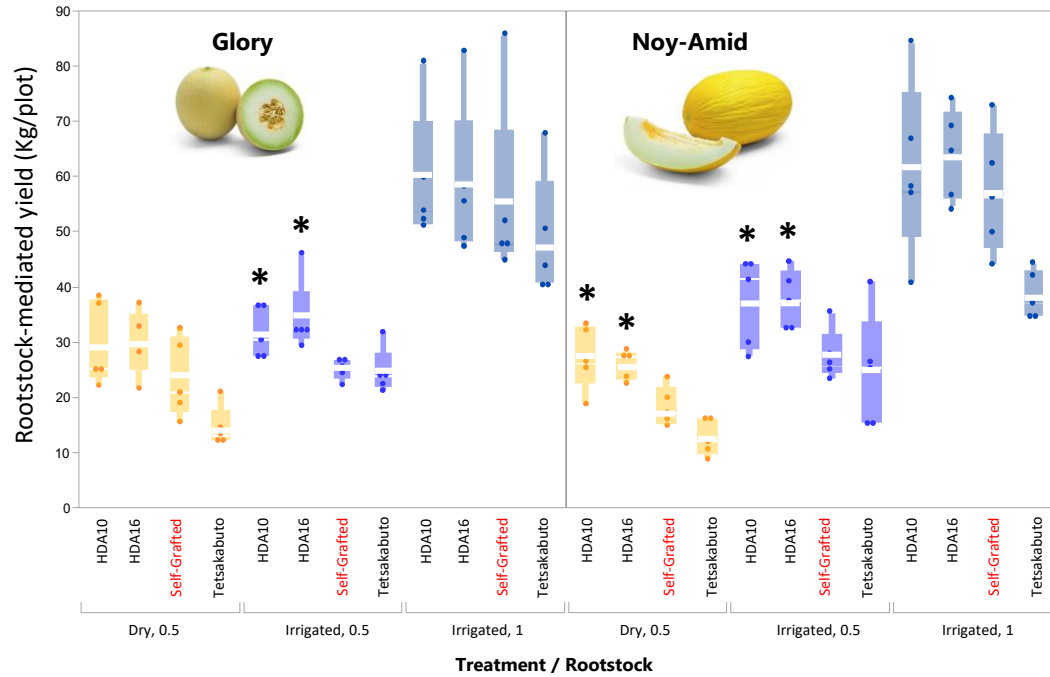 Rootstock-mediated yield (Kg/plot)
90
80
70
60
50
40
30
20
10
0
Glory
Noy-Amid
*
*
*
*
*
*
HDA10
HDA16
Self-Grafted
Tetsakabuto
HDA10
HDA16
Self-Grafted
Tetsakabuto
HDA10
HDA16
Self-Grafted
Tetsakabuto
HDA10
HDA16
Self-Grafted
Tetsakabuto
HDA10
HDA16
Self-Grafted
Tetsakabuto
HDA10
HDA16
Self-Grafted
Tetsakabuto
Dry, 0.5
Irrigated, 0.5
Irrigated, 1
Dry, 0.5
Irrigated, 0.5
Irrigated, 1
Treatment / Rootstock